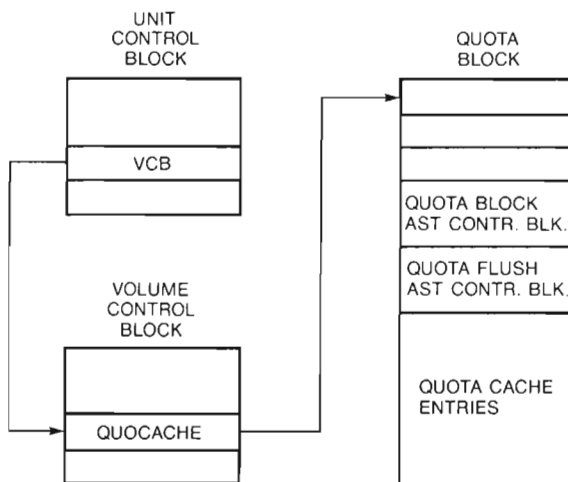 UNIT
CONTROL
BLOCK
VCB
VOLUME
CONTROL
BLOCK
QUOCACHE
QUOTA
BLOCK
QUOTA BLOCK
AST CONTR. BLK.
QUOTA FLUSH
AST CONTR. BLK.
QUOTA CACHE
ENTRIES